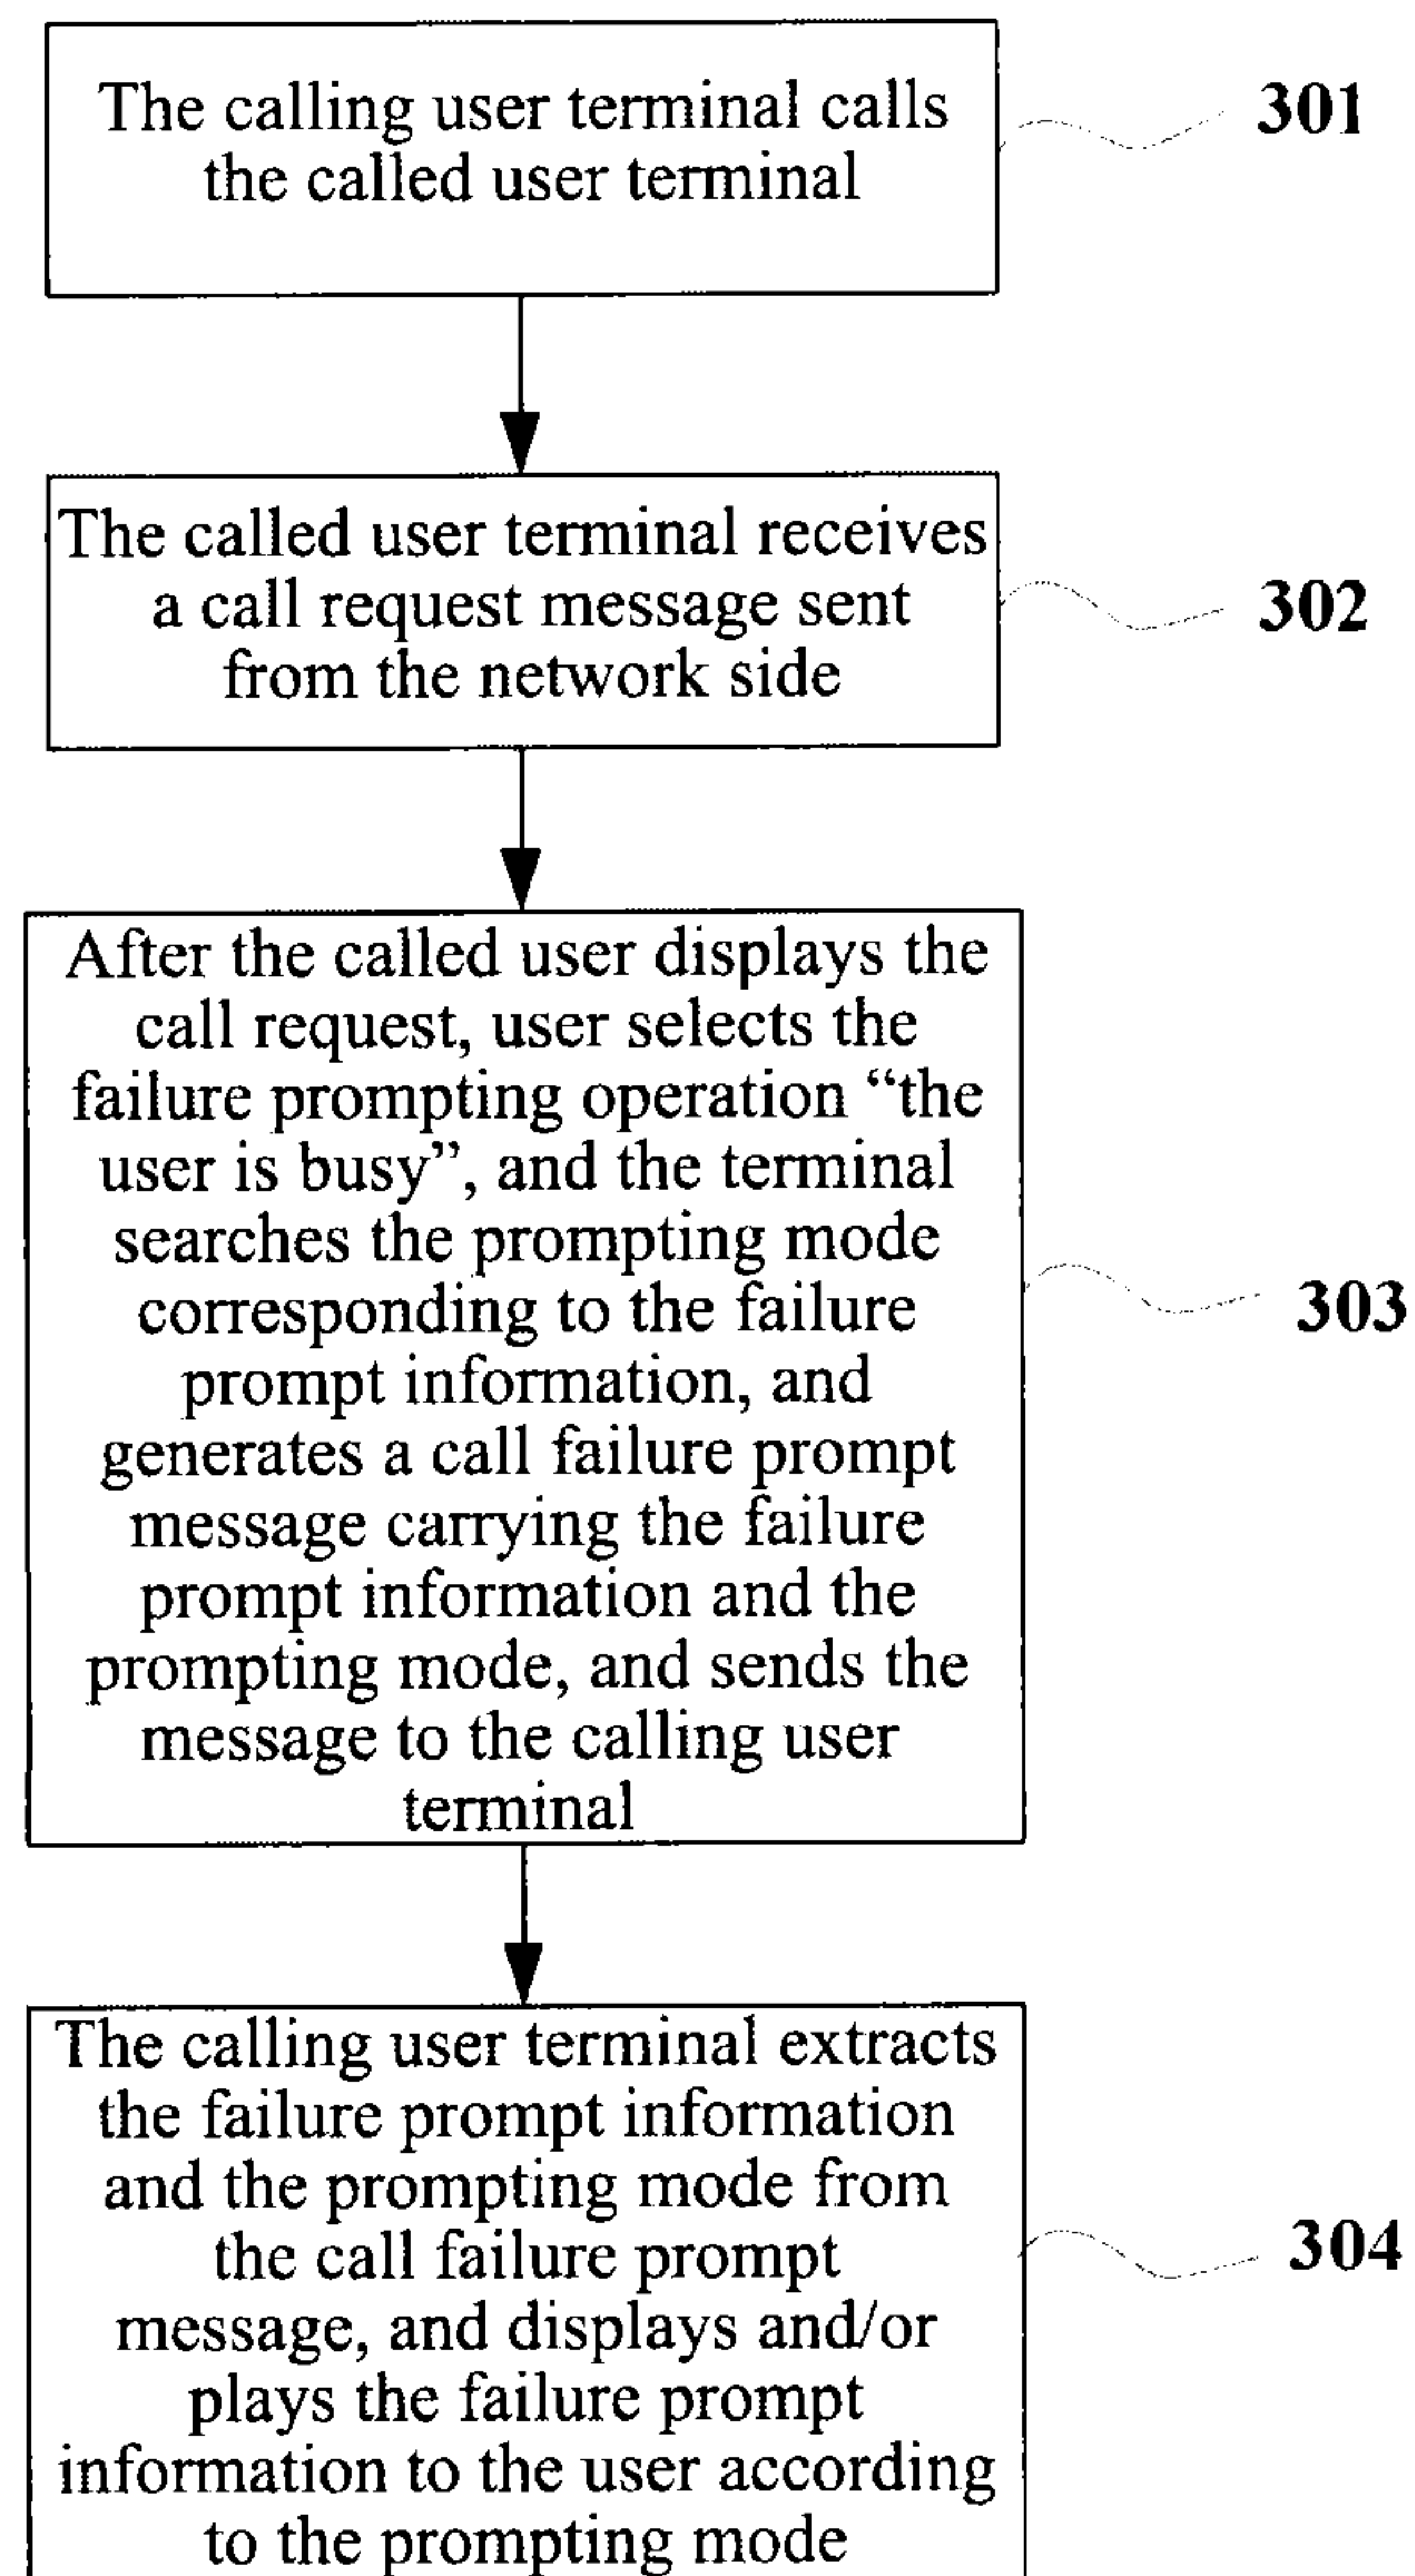 The calling user terminal calls
the called user terminal
301
The called user terminal receives
a call request message sent
from the network side
302
After the called user displays the
call request, user selects the
failure prompting operation “the
user is busy”, and the terminal
searches the prompting mode
corresponding to the failure
prompt information, and
generates a call failure prompt
message carrying the failure
prompt information and the
prompting mode, and sends the
message to the calling user
terminal
303
The calling user terminal extracts
the failure prompt information
and the prompting mode from
the call failure prompt
message, and displays and/or
plays the failure prompt
information to the user according
to the prompting mode
304